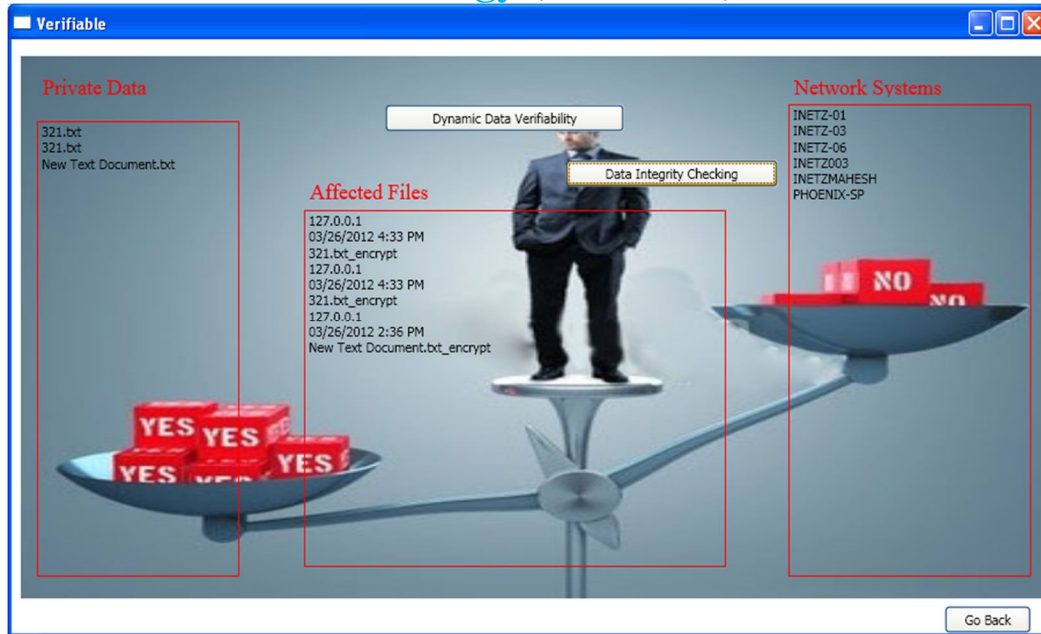 Verifiable
Private Data
321.txt
321.txt
New Text Document.txt
Dynamic Data Verifiability
Data Integrity Checking
Affected Files
127.0.0.1
03/26/2012 4:33 PM
321.txt_encrypt
127.0.0.1
03/26/2012 4:33 PM
321.txt_encrypt
127.0.0.1
03/26/2012 2:36 PM
New Text Document.txt_encrypt
Network Systems
INETZ-01
INETZ-03
INETZ-06
INETZ003
INETZMAHESH
PHOENIX-SP
YES YES
YES YES YES
NO
NO
Go Back